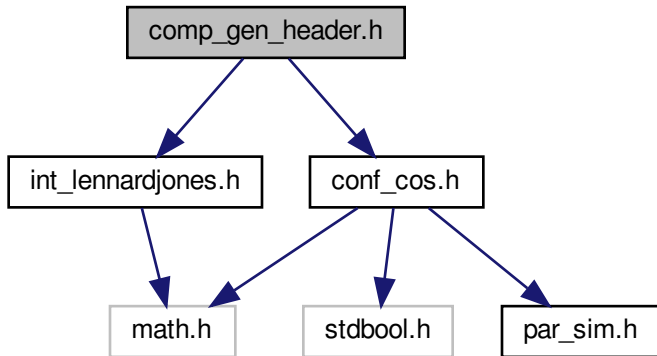 comp_gen_header.h
int_lennardjones.h
conf_cos.h
math.h
stdbool.h
par_sim.h